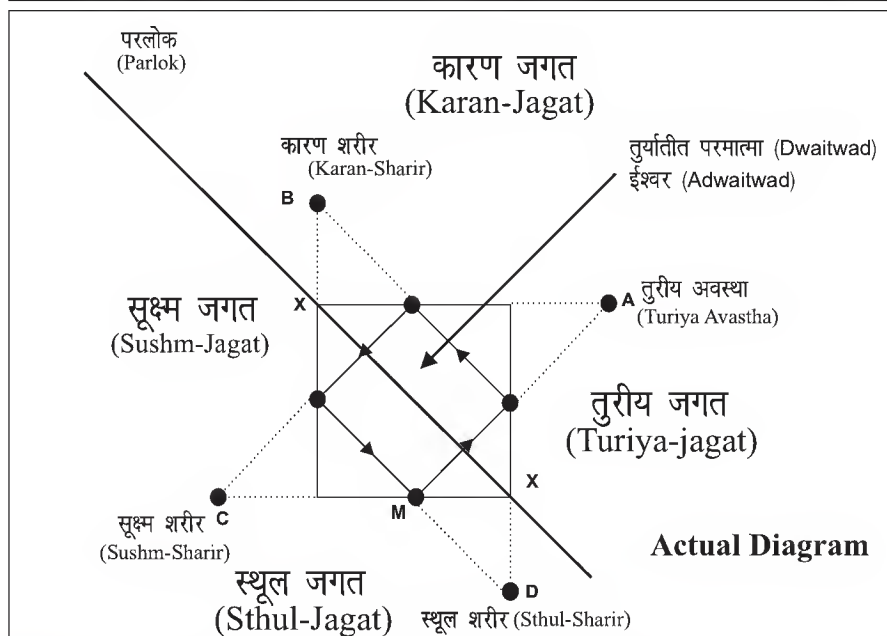 परलोक
(Parlok)
कारण जगत
(Karan-Jagat)
कारण शरीर
(Karan-Sharir)
B
तुर्यातीत परमात्मा (Dwaitwad)
ईश्वर (Adwaitwad)
सूक्ष्म जगत
(Sushm-Jagat)
X
A
तुरीय अवस्था
(Turiya Avastha)
तुरीय जगत
(Turiya-jagat)
X
C
M
सूक्ष्म शरीर
(Sushm-Sharir)
Actual Diagram
स्थूल जगत
(Sthul-Jagat)
D
स्थूल शरीर (Sthul-Sharir)